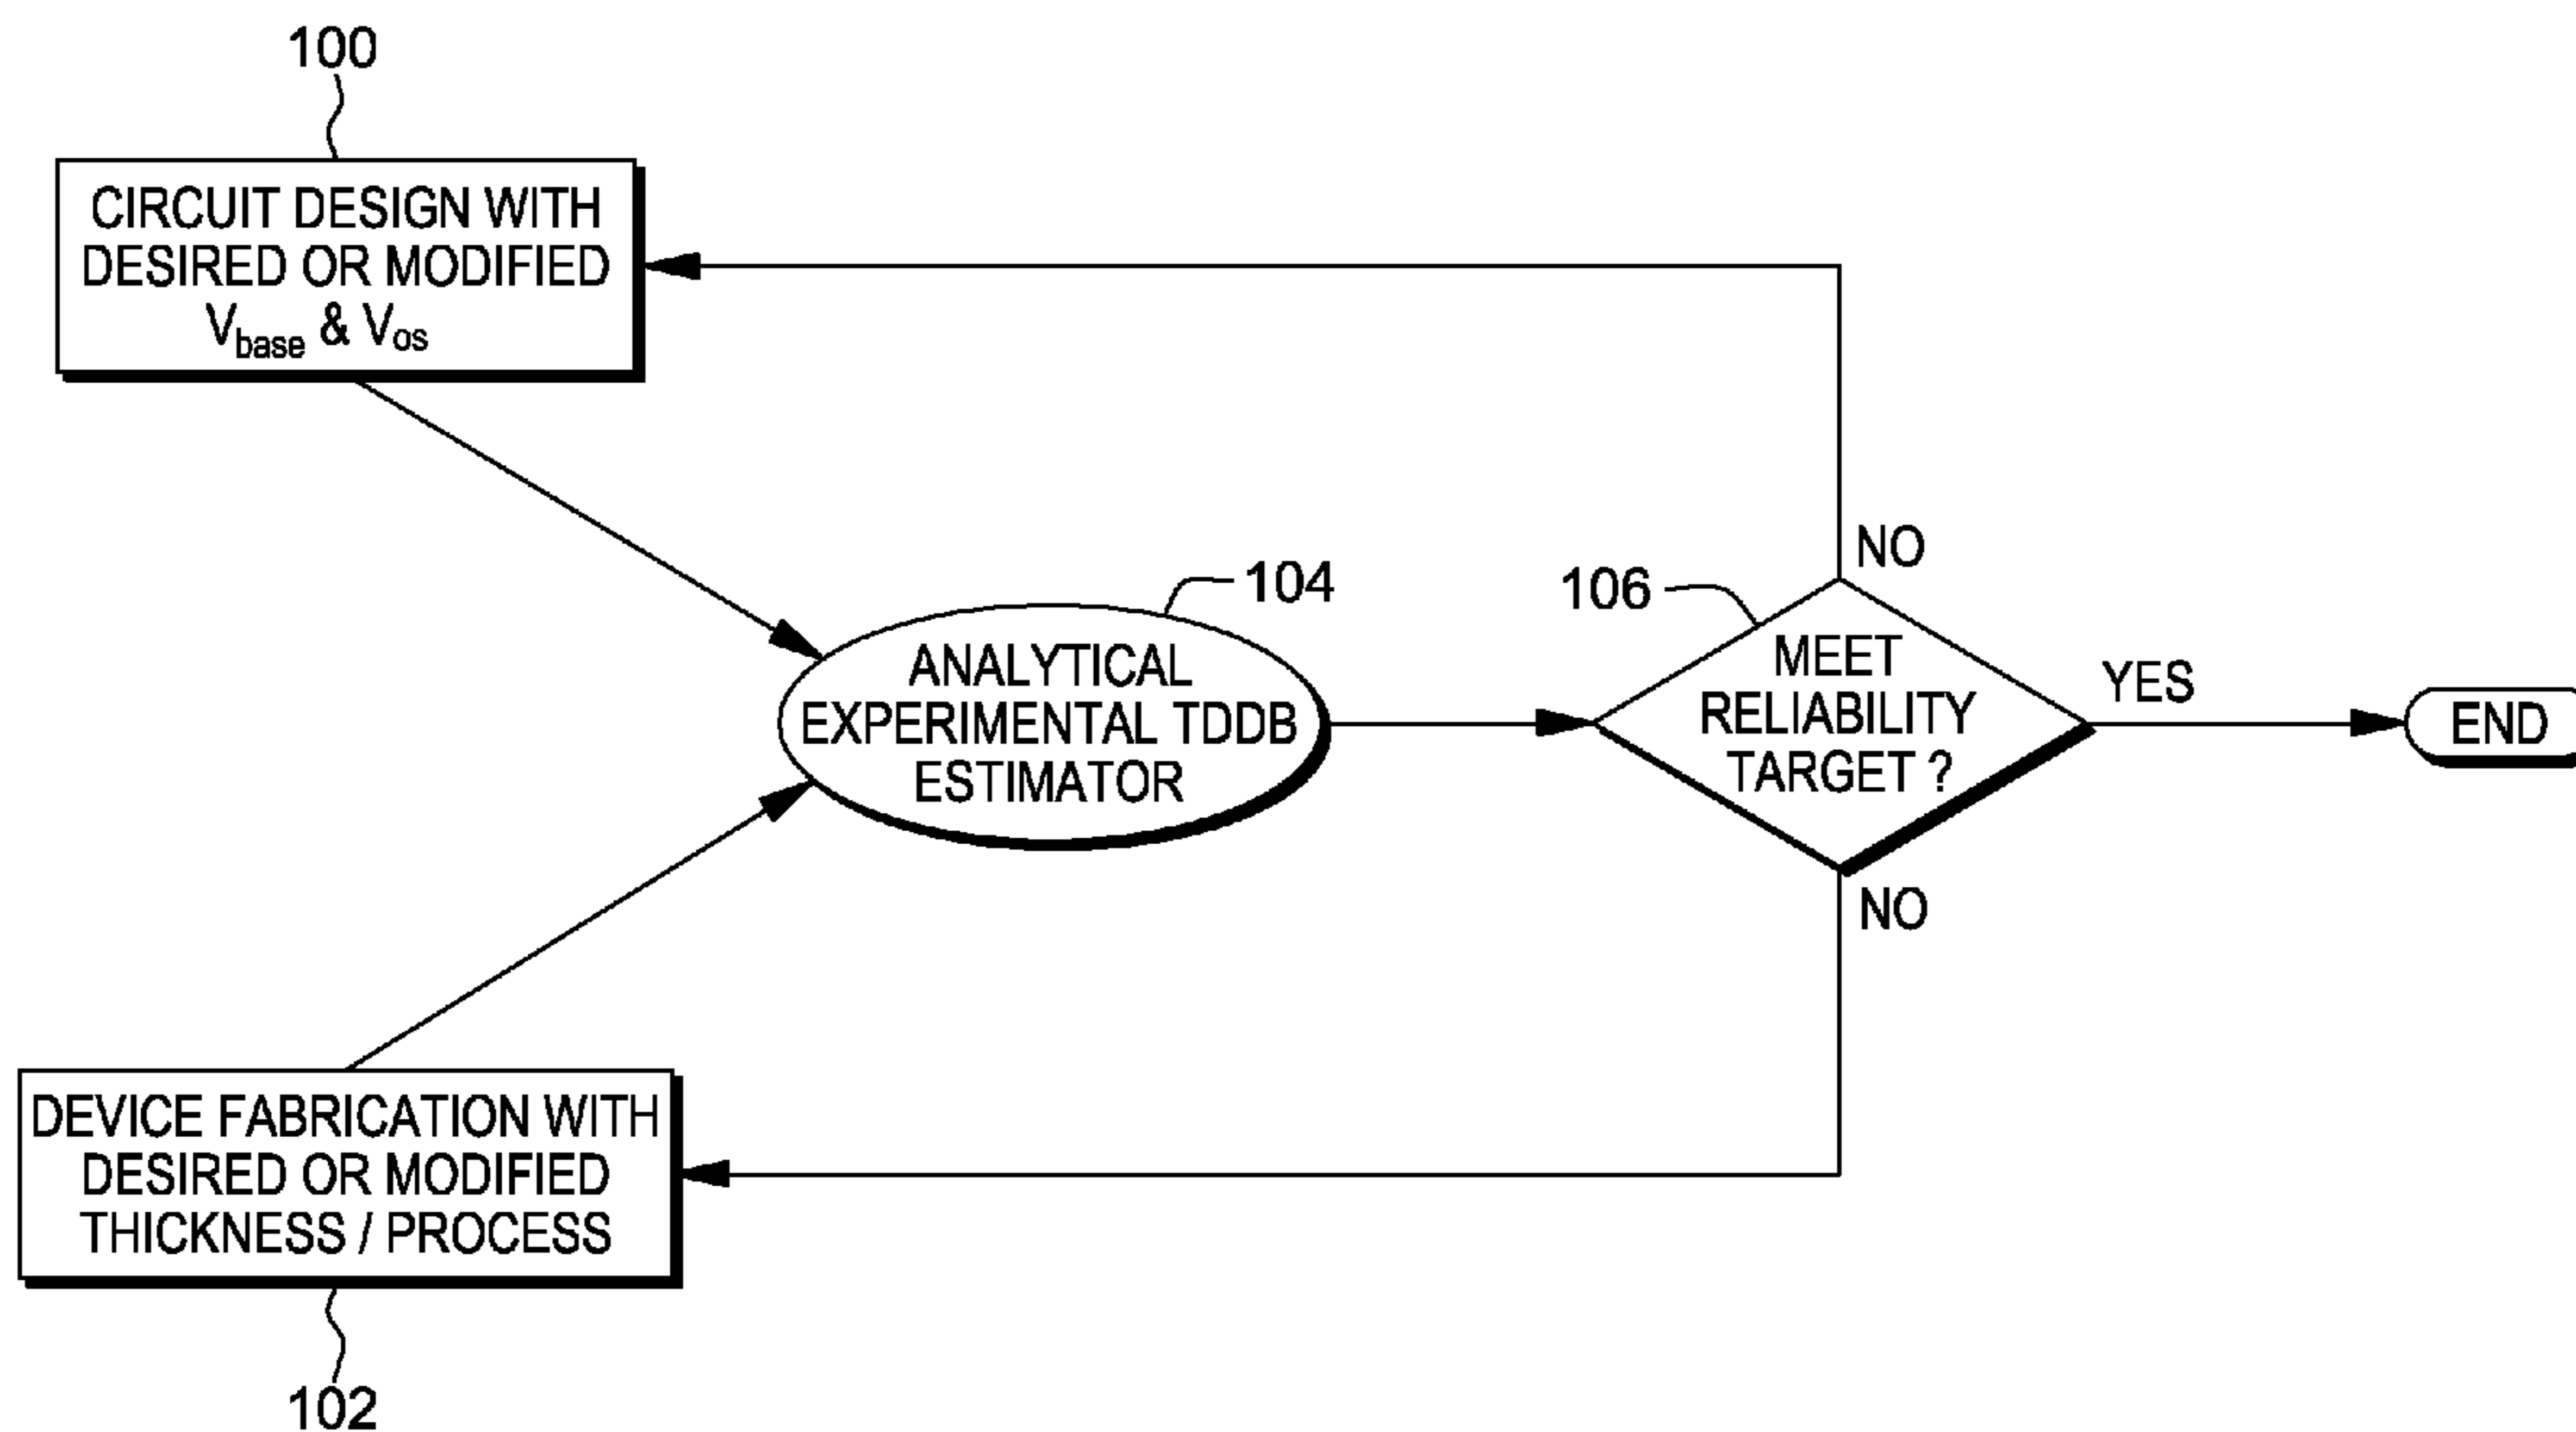 100
CIRCUIT DESIGN WITH
DESIRED OR MODIFIED
Vbase & Vos
NO
104
106
ANALYTICAL
EXPERIMENTAL TDDB
ESTIMATOR
MEET
RELIABILITY
TARGET ?
YES
END
NO
DEVICE FABRICATION WITH
DESIRED OR MODIFIED
THICKNESS / PROCESS
102